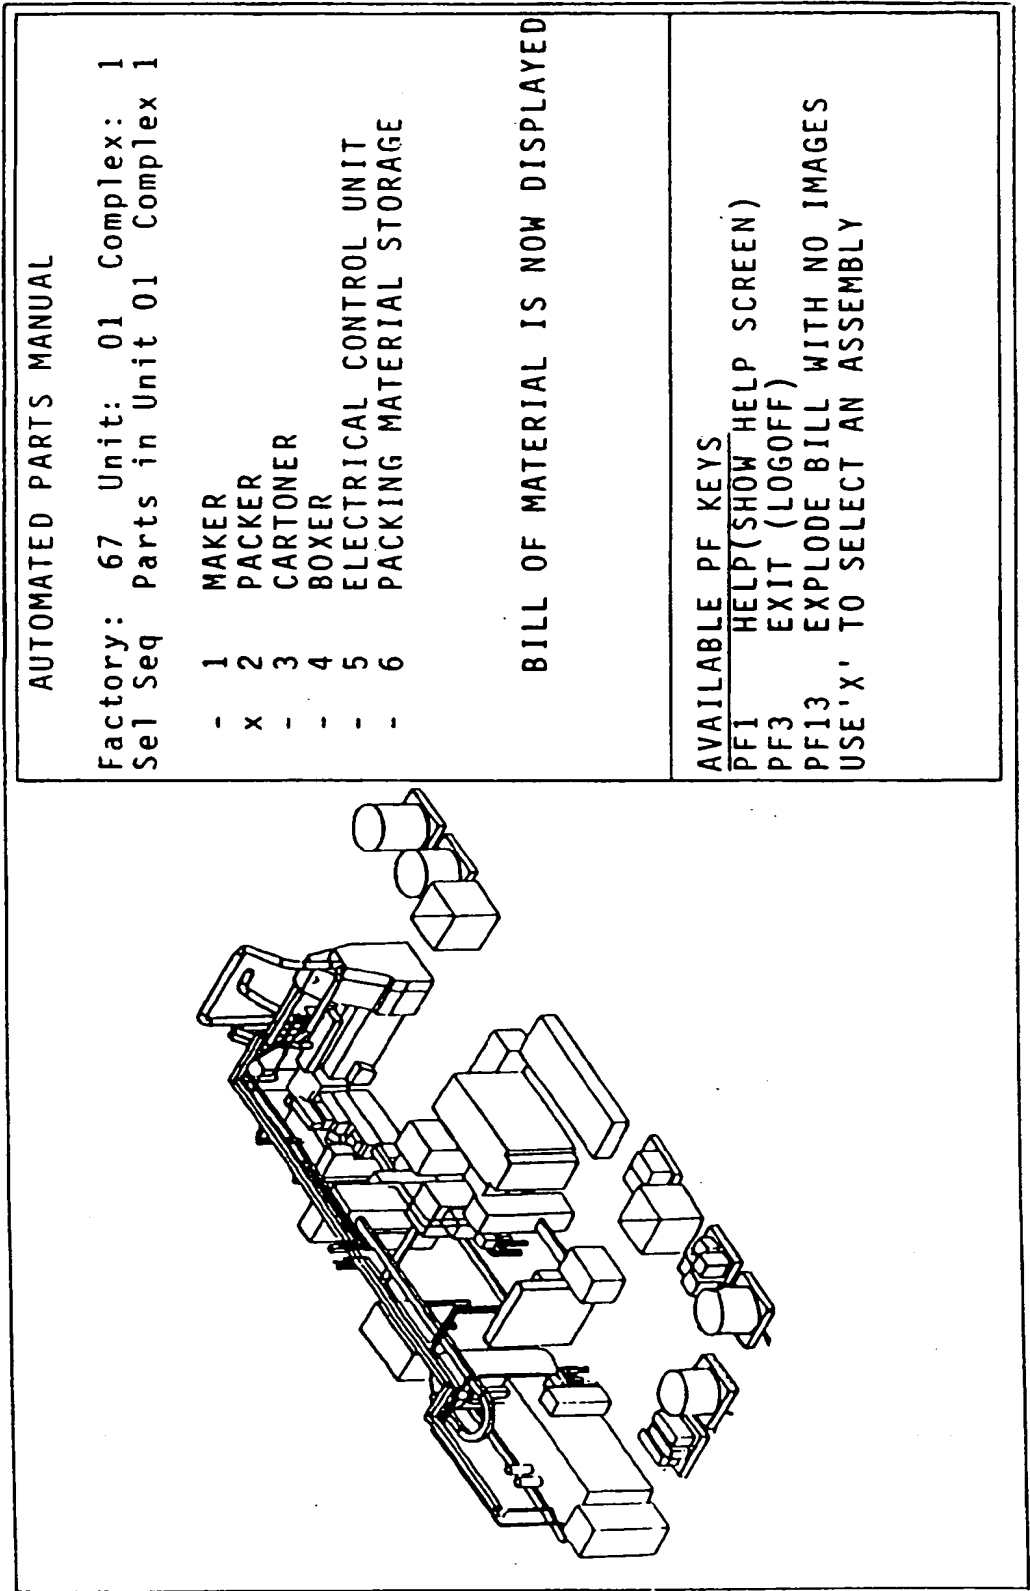 AUTOMATED PARTS MANUAL
Factory: 67 Unit: 01 Complex: 1
Sel Seq Parts in Unit 01 Complex 1
- 1 MAKER
x 2 PACKER
- 3 CARTONER
- 4 BOXER
- 5 ELECTRICAL CONTROL UNIT
- 6 PACKING MATERIAL STORAGE
BILL OF MATERIAL IS NOW DISPLAYED
AVAILABLE PF KEYS
PF1 HELP(SHOW HELP SCREEN)
PF3 EXIT (LOGOFF)
PF13 EXPLODE BILL WITH NO IMAGES
USE'X' TO SELECT AN ASSEMBLY